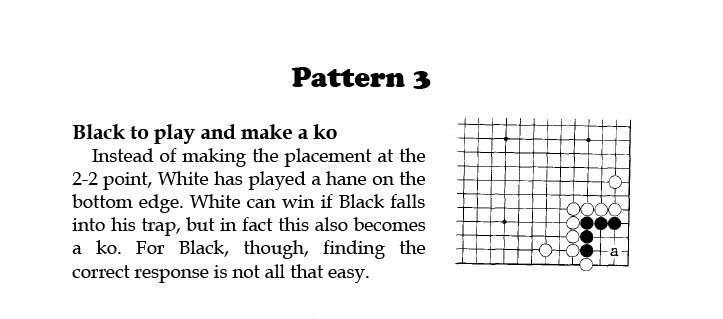 Pattern 3
Black to play and make a ko
Instead of making the placement at the
2-2 point, White has played a hane on the
bottom edge. White can win if Black falls
into his trap, but in fact this also becomes
a ko. For Black, though, finding the
correct response is not all that easy.
a